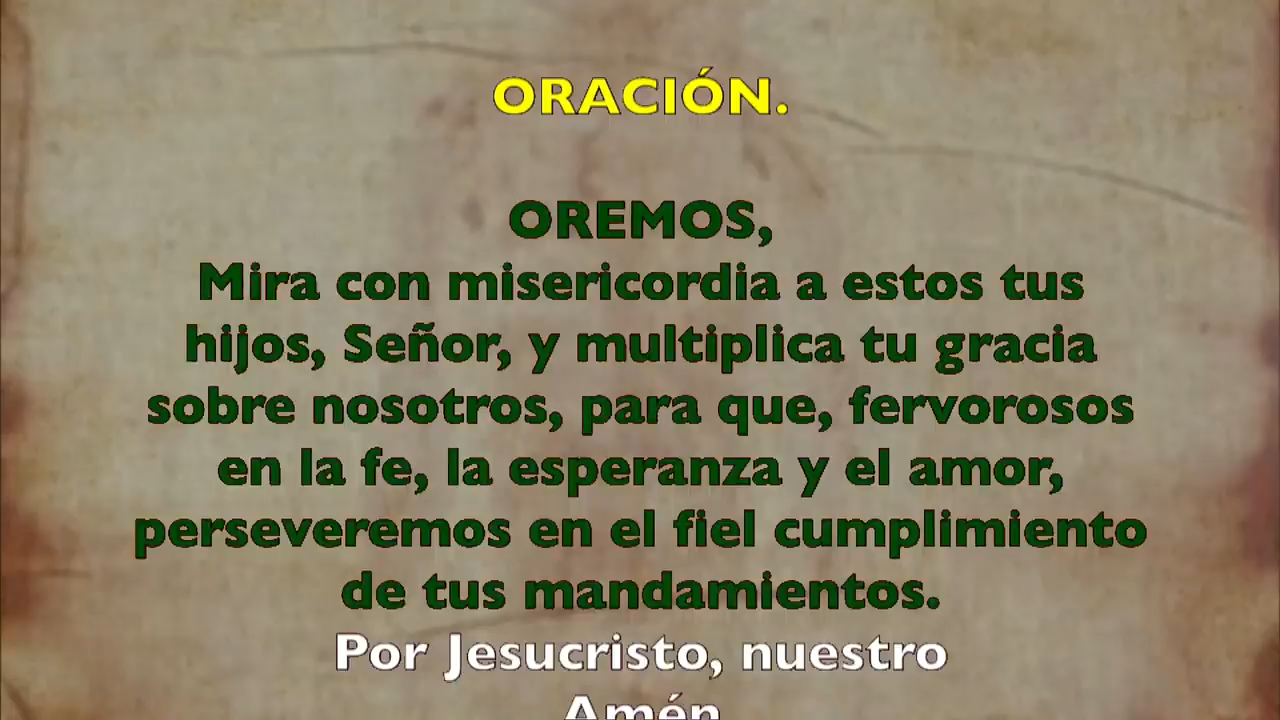 ORACIÓN.
OREMOS,
Mira con misericordia a estos tus
hijos, Señor, y multiplica tu gracia
sobre nosotros, para que, fervorosos
en la fe, la esperanza y el amor,
perseveremos en el fiel cumplimiento
de tus mandamientos.
Por Jesucristo, nuestro
Amén